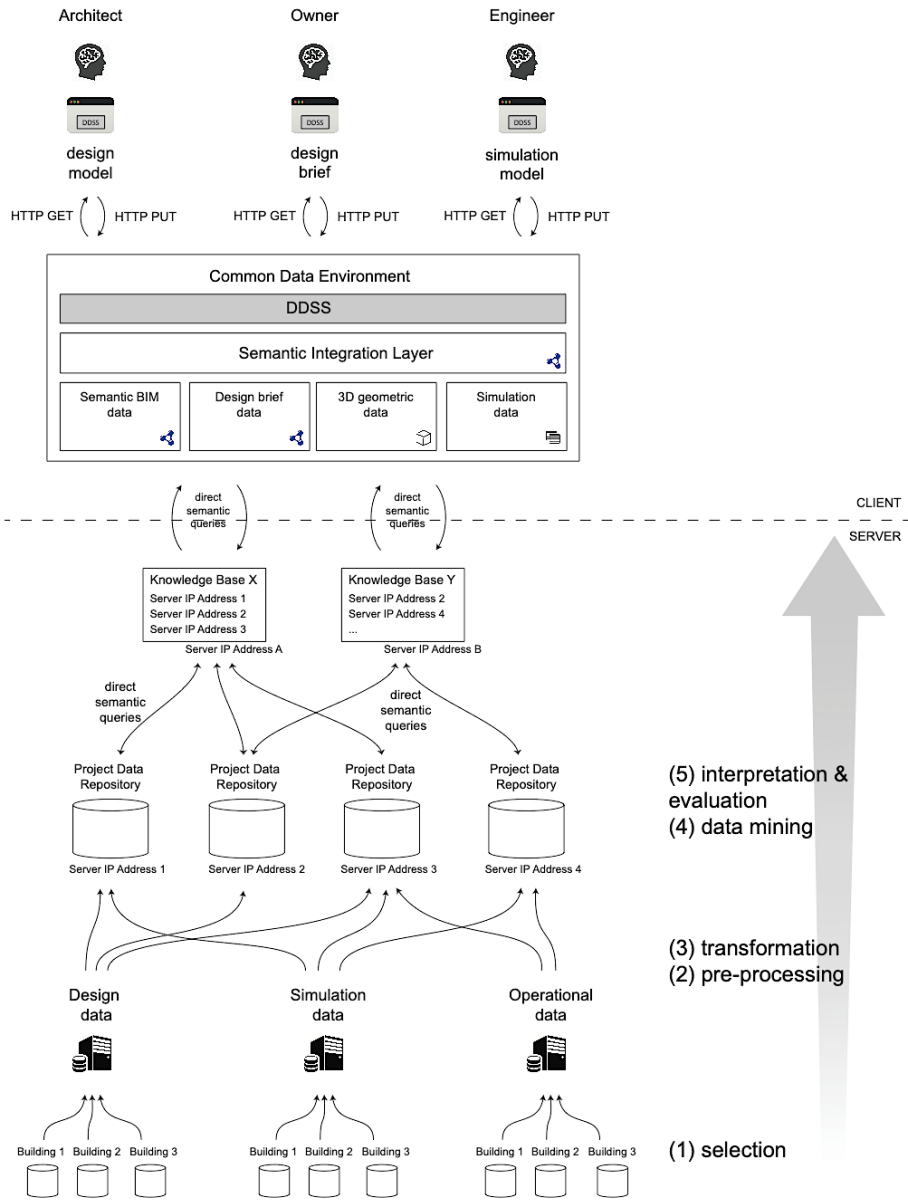 Architect
Owner
Engineer
DDSS
DDSS
DDSS
design
model
design
brief
simulation
model
HTTP GET
HTTP PUT
HTTP GET
HTTP PUT
HTTP GET
HTTP PUT
Common Data Environment
DDSS
Semantic Integration Layer
Semantic BIM
data
Design brief
data
3D geometric
data
Simulation
data
direct
semantic
queries
direct
semantic
queries
CLIENT
SERVER
Knowledge Base X
Server IP Address 1
Server IP Address 2
Server IP Address 3
Server IP Address A
Knowledge Base Y
Server IP Address 2
Server IP Address 4
...
Server IP Address B
direct
semantic
queries
direct
semantic
queries
Project Data
Repository
Server IP Address 1
Project Data
Repository
Server IP Address 2
Project Data
Repository
Server IP Address 3
Project Data
Repository
Server IP Address 4
(5) interpretation &
evaluation
(4) data mining
(3) transformation
(2) pre-processing
Design
data
Simulation
data
Operational
data
Building 1
Building 2
Building 3
Building 1
Building 2
Building 3
Building 1
Building 2
Building 3
(1) selection